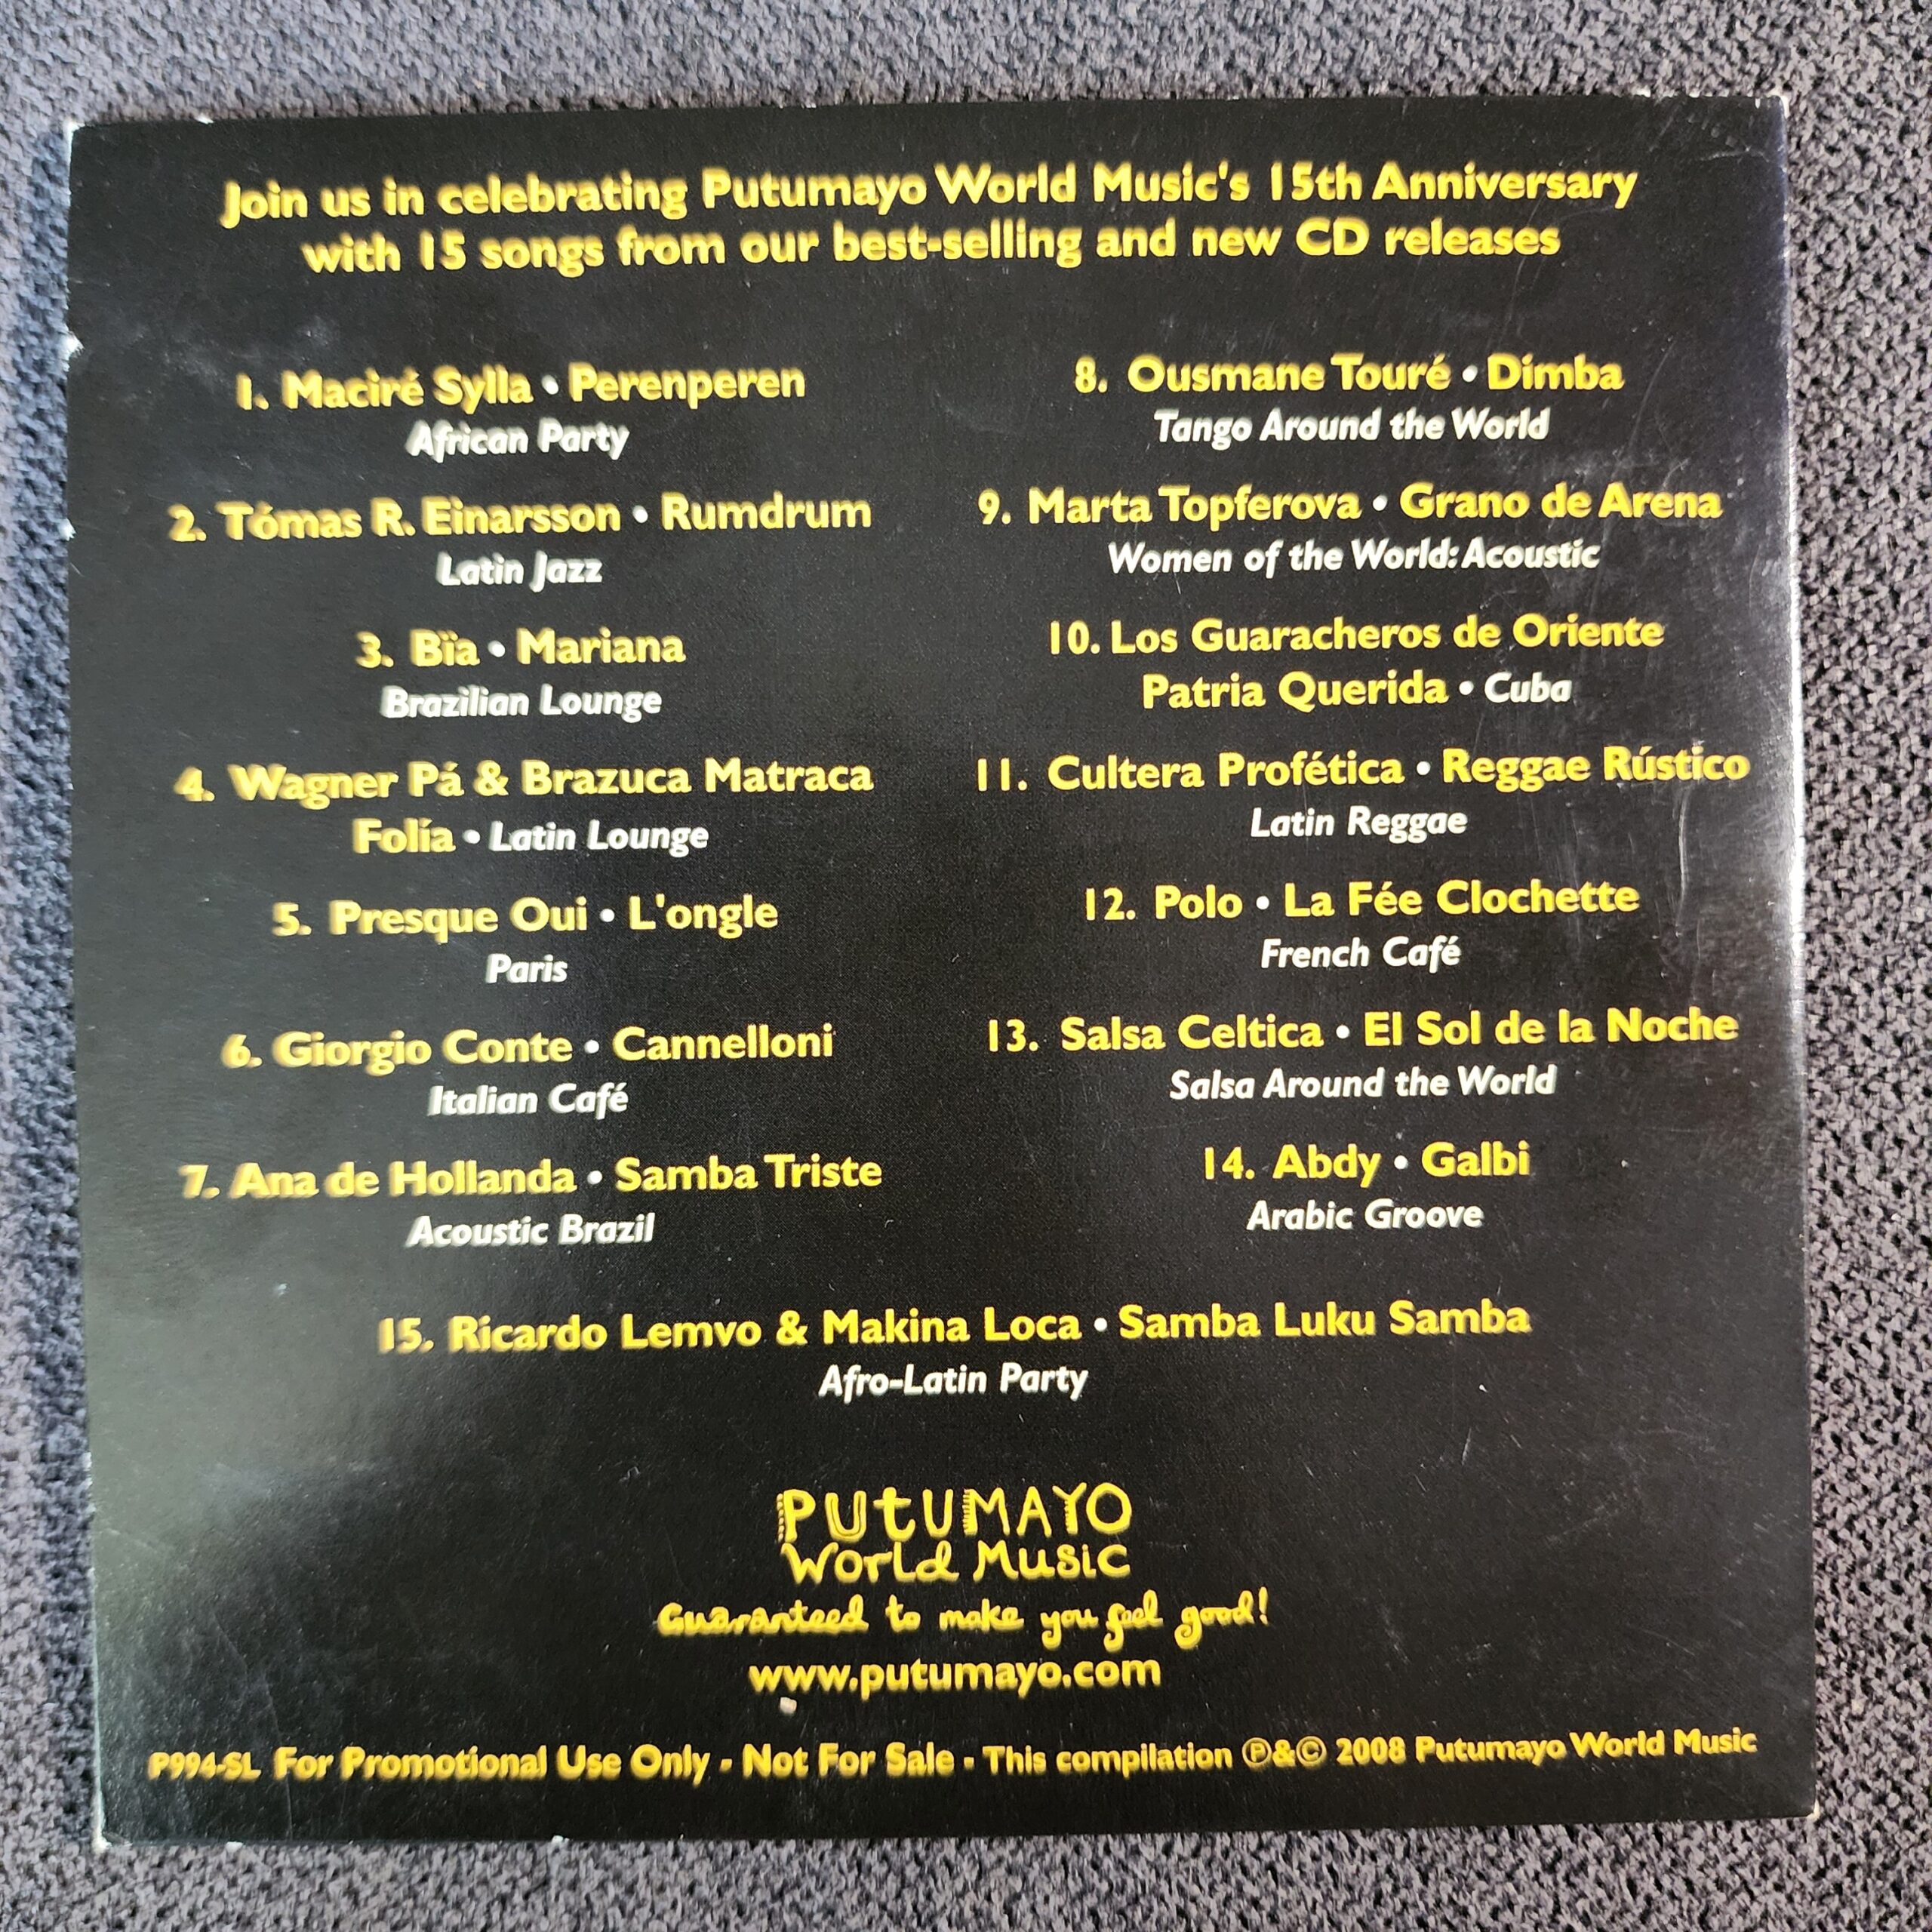 Join us in celebrating Putumayo World Music's 15th Anniversary
with 15 songs from our best-selling and new CD releases
1. Maciré Sylla • Perenperen
African Party
2. Tómas R. Einarsson • Rumdrum
Latin Jazz
3. Bïa • Mariana
Brazilian Lounge
4. Wagner Pá & Brazuca Matraca
Folía • Latin Lounge
5. Presque Oui • L'ongle
Paris
6. Giorgio Conte • Cannelloni
Italian Café
7. Ana de Hollanda • Samba Triste
Acoustic Brazil
8. Ousmane Touré • Dimba
Tango Around the World
9. Marta Topferova • Grano de Arena
Women of the World: Acoustic
10. Los Guaracheros de Oriente
Patria Querida • Cuba
11. Cultera Profética • Reggae Rústico
Latin Reggae
12. Polo • La Fée Clochette
French Café
13. Salsa Celtica • El Sol de la Noche
Salsa Around the World
14. Abdy • Galbi
Arabic Groove
15. Ricardo Lemvo & Makina Loca • Samba Luku Samba
Afro-Latin Party
PUTUMAYO
World Music
Guaranteed to make you feel good!
www.putumayo.com
P994-SL For Promotional Use Only - Not For Sale - This compilation ℗&© 2008 Putumayo World Music